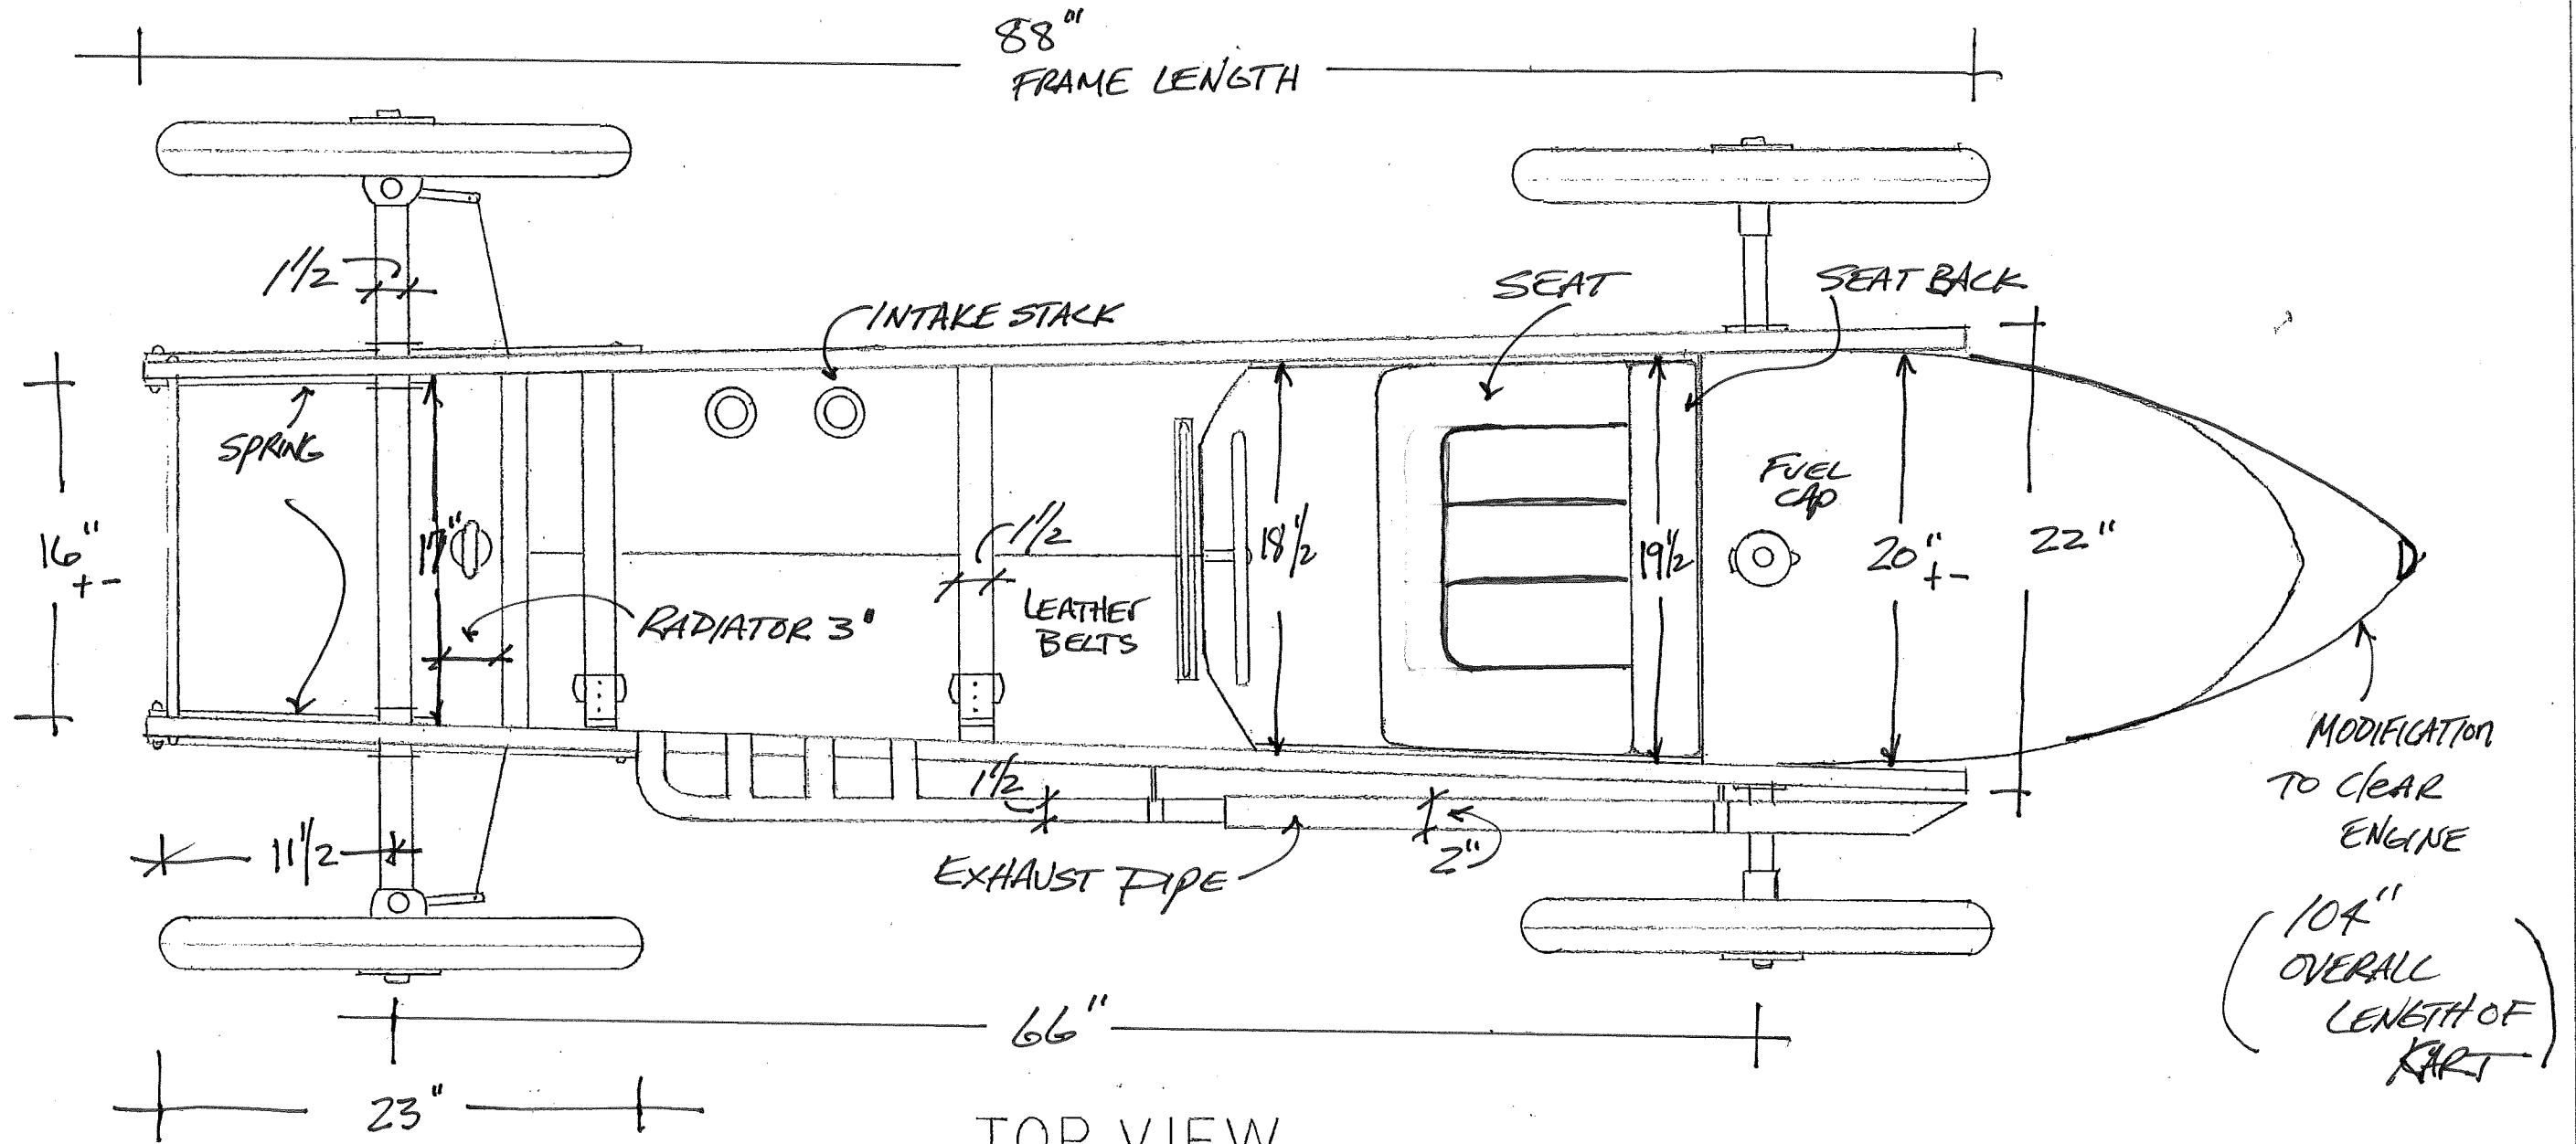 88"
FRAME LENGTH
1 1/2
INTAKE STACK
SEAT
SEAT BACK
SPRING
16"
+-
17"
RADIATOR 3"
1 1/2
LEATHER
BELTS
18 1/2
19 1/2
FUEL
CAP
20"
+-
22"
MODIFICATION
TO CLEAR
ENGINE
11 1/2
1 1/2
EXHAUST PIPE
2"
(104"
OVERALL
LENGTH OF
KART)
66"
23"
TOP VIEW